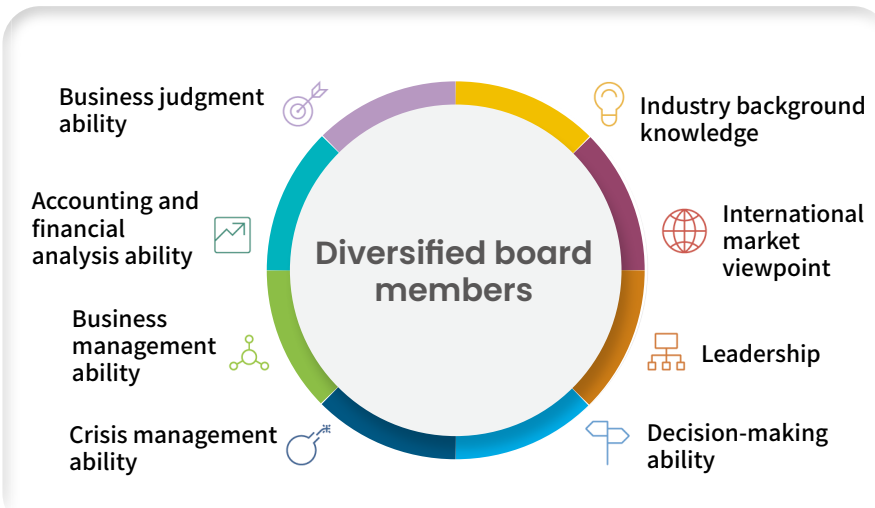 Business judgment
ability
Industry background
knowledge
Accounting and
financial
analysis ability
International
market
viewpoint
Diversified board
members
Business
management
ability
Leadership
Crisis management
ability
Decision-making
ability